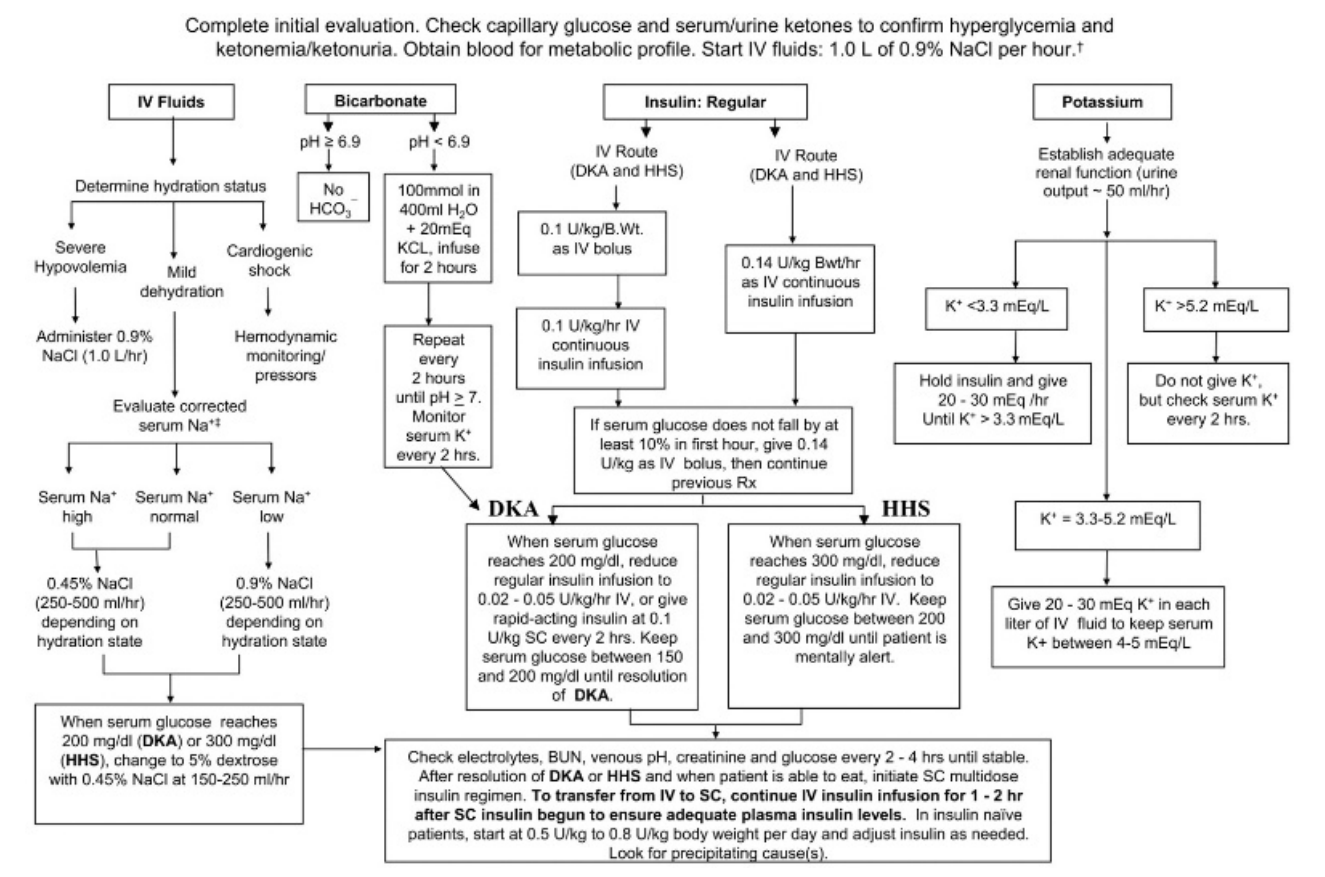 Complete initial evaluation. Check capillary glucose and serum/urine ketones to confirm hyperglycemia and
ketonemia/ketonuria. Obtain blood for metabolic profile. Start IV fluids: 1.0 L of 0.9% NaCl per hour.†
IV Fluids
Determine hydration status
Severe
Hypovolemia
Administer 0.9%
NaCl (1.0 L/hr)
Mild
dehydration
Cardiogenic
shock
Hemodynamic
monitoring/
pressors
Evaluate corrected
serum Na⁺‡
Serum Na⁺
high
Serum Na⁺
normal
Serum Na⁺
low
0.45% NaCl
(250-500 ml/hr)
depending on
hydration state
0.9% NaCl
(250-500 ml/hr)
depending on
hydration state
When serum glucose reaches
200 mg/dl (DKA) or 300 mg/dl
(HHS), change to 5% dextrose
with 0.45% NaCl at 150-250 ml/hr
Bicarbonate
pH ≥ 6.9
No
HCO₃⁻
pH < 6.9
100mmol in
400ml H₂O
+ 20mEq
KCL, infuse
for 2 hours
Repeat
every
2 hours
until pH ≥ 7.
Monitor
serum K⁺
every 2 hrs.
Insulin: Regular
IV Route
(DKA and HHS)
0.1 U/kg/B.Wt.
as IV bolus
0.1 U/kg/hr IV
continuous
insulin infusion
IV Route
(DKA and HHS)
0.14 U/kg Bwt/hr
as IV continuous
insulin infusion
If serum glucose does not fall by at
least 10% in first hour, give 0.14
U/kg as IV bolus, then continue
previous Rx
DKA
When serum glucose
reaches 200 mg/dl, reduce
regular insulin infusion to
0.02 - 0.05 U/kg/hr IV, or give
rapid-acting insulin at 0.1
U/kg SC every 2 hrs. Keep
serum glucose between 150
and 200 mg/dl until resolution
of DKA.
HHS
When serum glucose
reaches 300 mg/dl, reduce
regular insulin infusion to
0.02 - 0.05 U/kg/hr IV. Keep
serum glucose between 200
and 300 mg/dl until patient is
mentally alert.
Potassium
Establish adequate
renal function (urine
output ~ 50 ml/hr)
K⁺ <3.3 mEq/L
Hold insulin and give
20 - 30 mEq /hr
Until K⁺ > 3.3 mEq/L
K⁺ >5.2 mEq/L
Do not give K⁺,
but check serum K⁺
every 2 hrs.
K⁺ = 3.3-5.2 mEq/L
Give 20 - 30 mEq K⁺ in each
liter of IV fluid to keep serum
K+ between 4-5 mEq/L
Check electrolytes, BUN, venous pH, creatinine and glucose every 2 - 4 hrs until stable.
After resolution of DKA or HHS and when patient is able to eat, initiate SC multidose
insulin regimen. To transfer from IV to SC, continue IV insulin infusion for 1 - 2 hr
after SC insulin begun to ensure adequate plasma insulin levels. In insulin naïve
patients, start at 0.5 U/kg to 0.8 U/kg body weight per day and adjust insulin as needed.
Look for precipitating cause(s).